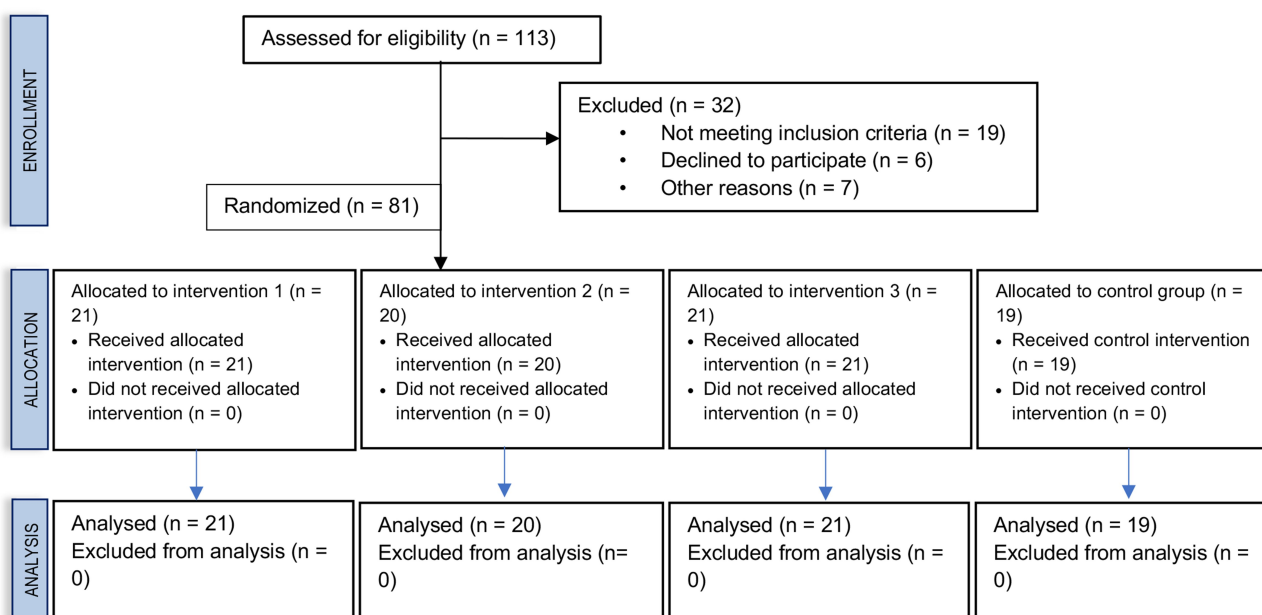 ENROLLMENT
Assessed for eligibility (n = 113)
Excluded (n = 32)
• Not meeting inclusion criteria (n = 19)
• Declined to participate (n = 6)
• Other reasons (n = 7)
Randomized (n = 81)
ALLOCATION
Allocated to intervention 1 (n =
21)
• Received allocated
intervention (n = 21)
• Did not received allocated
intervention (n = 0)
Allocated to intervention 2 (n =
20)
• Received allocated
intervention (n = 20)
• Did not received allocated
intervention (n = 0)
Allocated to intervention 3 (n =
21)
• Received allocated
intervention (n = 21)
• Did not received allocated
intervention (n = 0)
Allocated to control group (n =
19)
• Received control intervention
(n = 19)
• Did not received control
intervention (n = 0)
ANALYSIS
Analysed (n = 21)
Excluded from analysis (n =
0)
Analysed (n = 20)
Excluded from analysis (n=
0)
Analysed (n = 21)
Excluded from analysis (n =
0)
Analysed (n = 19)
Excluded from analysis (n =
0)